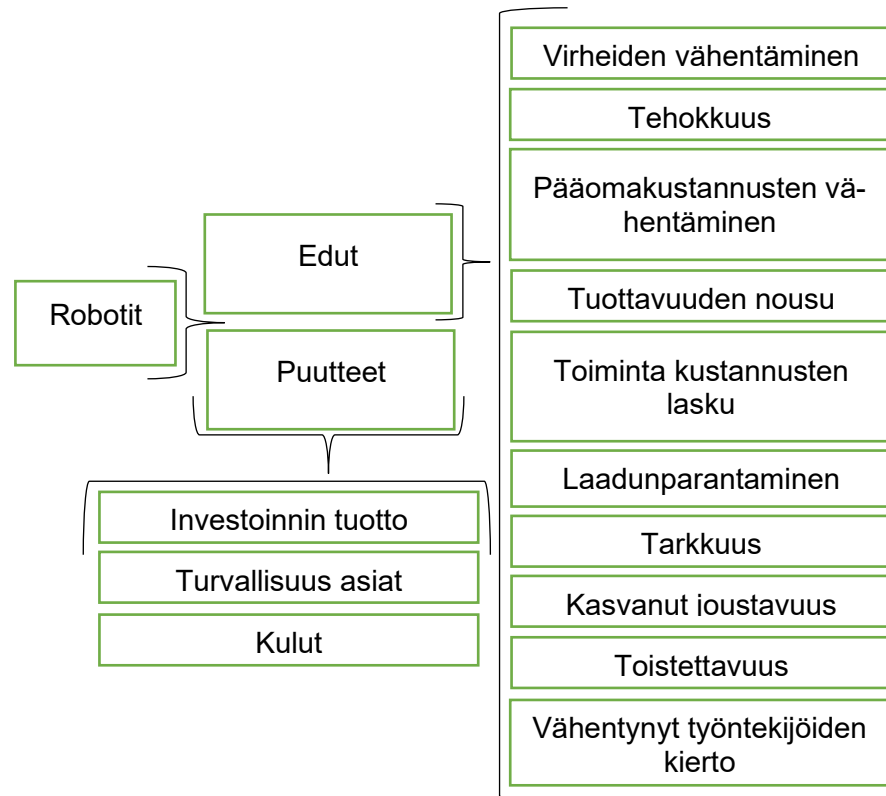 Robotit
Edut
Puutteet
Investoinnin tuotto
Turvallisuus asiat
Kulut
Virheiden vähentäminen
Tehokkuus
Pääomakustannusten vä-
hentäminen
Tuottavuuden nousu
Toiminta kustannusten
lasku
Laadunparantaminen
Tarkkuus
Kasvanut ioustavuus
Toistettavuus
Vähentynyt työntekijöiden
kierto